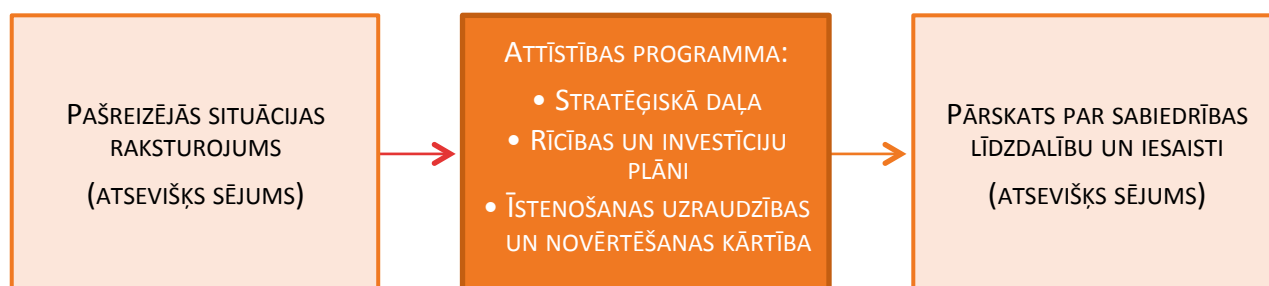 PAŠREIZĒJĀS SITUĀCIJAS
RAKSTUROJUMS
(ATSEVIŠĶS SĒJUMS)
ATTĪSTĪBAS PROGRAMMA:
• STRATĒĢISKĀ DAĻA
• RĪCĪBAS UN INVESTĪCIJU
PLĀNI
• ĪSTENOŠANAS UZRAUDZĪBAS
UN NOVĒRTĒŠANAS KĀRTĪBA
PĀRSKATS PAR SABIEDRĪBAS
LĪDZDALĪBU UN IESAISTI
(ATSEVIŠĶS SĒJUMS)